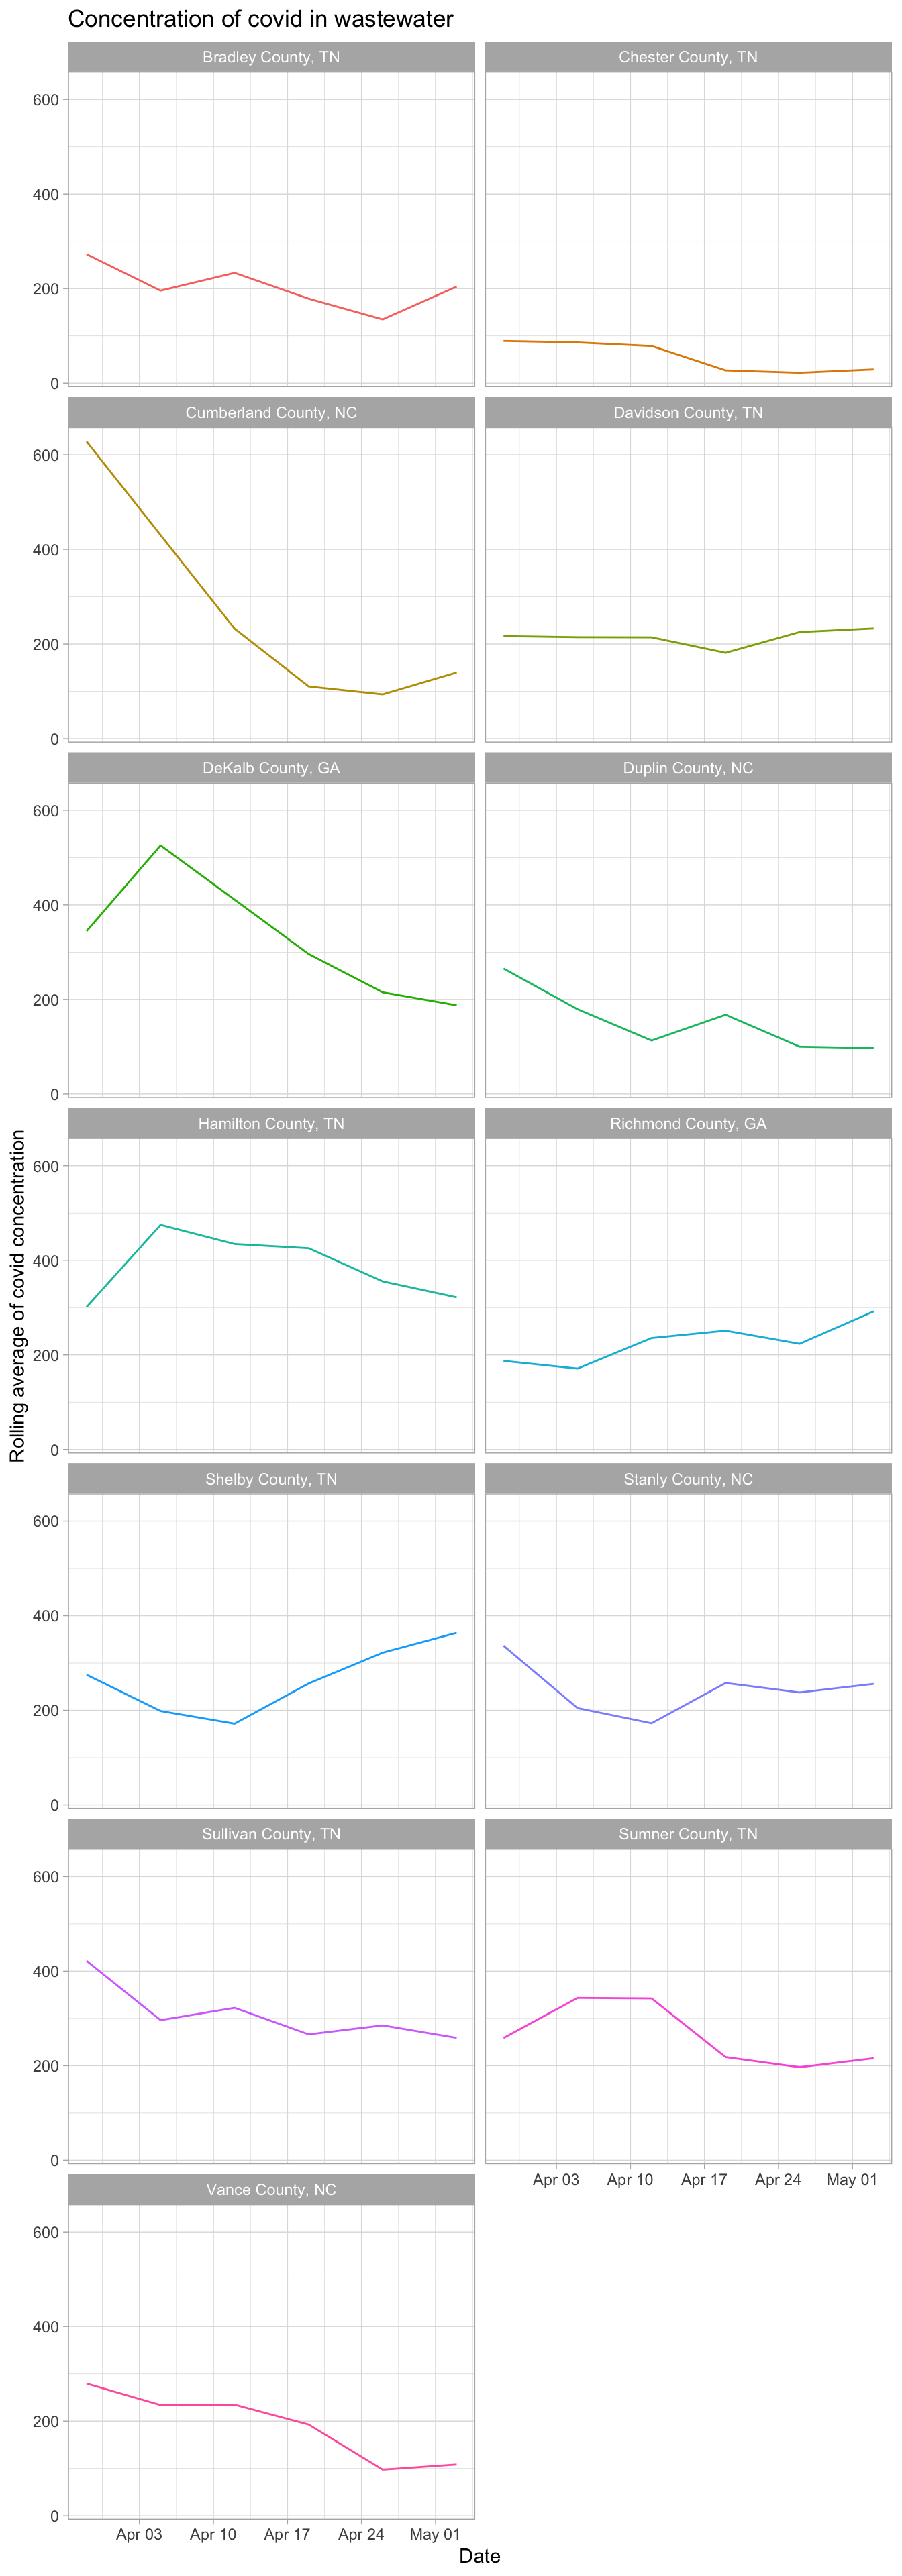 Concentration of covid in wastewater
Bradley County, TN
Chester County, TN
600
400
200
0
Cumberland County, NC
Davidson County, TN
600
400
200
0
DeKalb County, GA
Duplin County, NC
600
400
200
0
Hamilton County, TN
Richmond County, GA
600
400
200
0
Rolling average of covid concentration
Shelby County, TN
Stanly County, NC
600
400
200
0
Sullivan County, TN
Sumner County, TN
600
400
200
0
Apr 03 Apr 10 Apr 17 Apr 24 May 01
Vance County, NC
600
400
200
0
Apr 03 Apr 10 Apr 17 Apr 24 May 01
Date